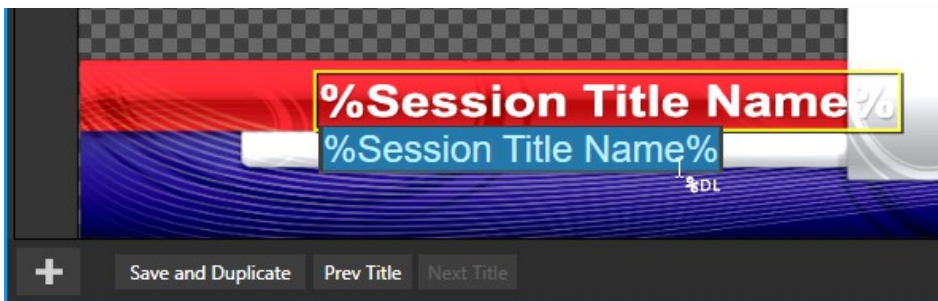 %Session Title Name%
%Session Title Name%
%DL
+
Save and Duplicate Prev Title Next Title